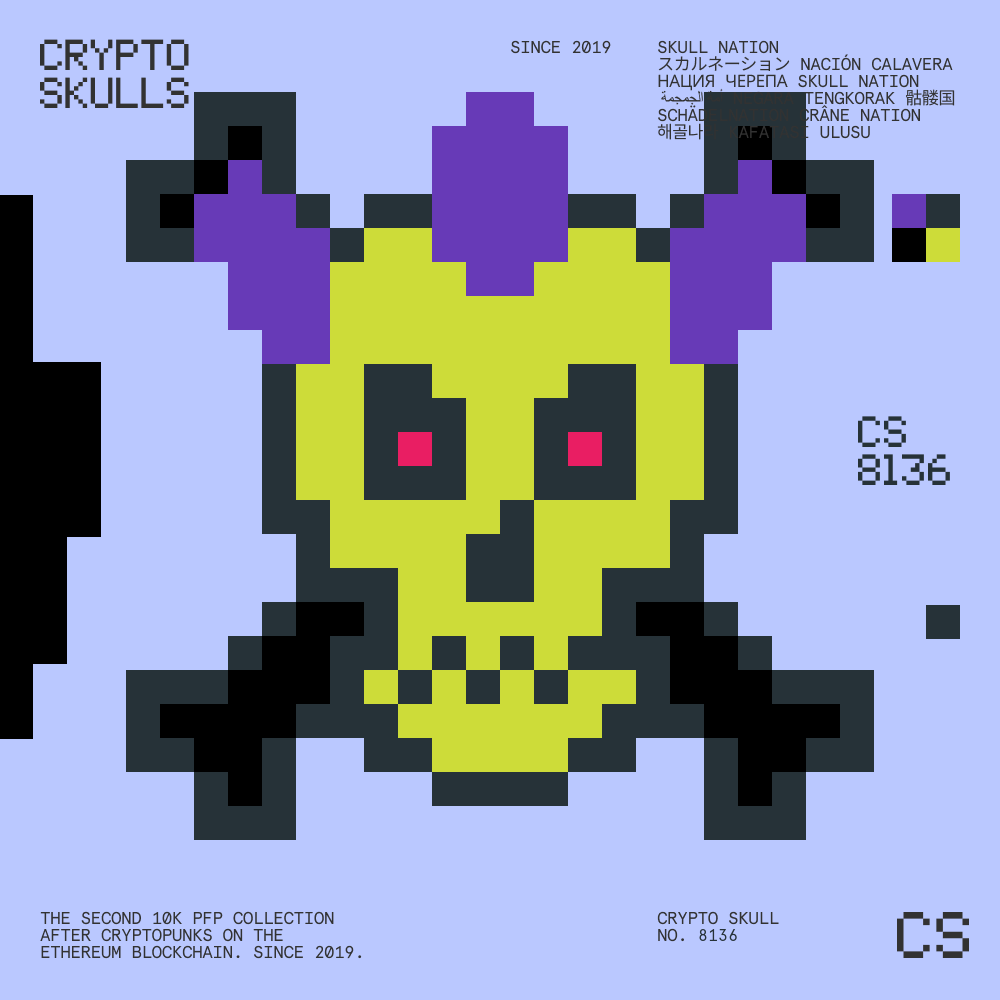 CRYPTO
SKULLS
SINCE 2019
SKULL NATION
スカルネーション NACIÓN CALAVERA
НАЦИЯ ЧЕРЕПА SKULL NATION
TENGKORAK 骷髅国
CRÂNE NATION
해골나 ULUSU
CS
8136
THE SECOND 10K PFP COLLECTION
AFTER CRYPTOPUNKS ON THE
ETHEREUM BLOCKCHAIN. SINCE 2019.
CRYPTO SKULL
NO. 8136
CS